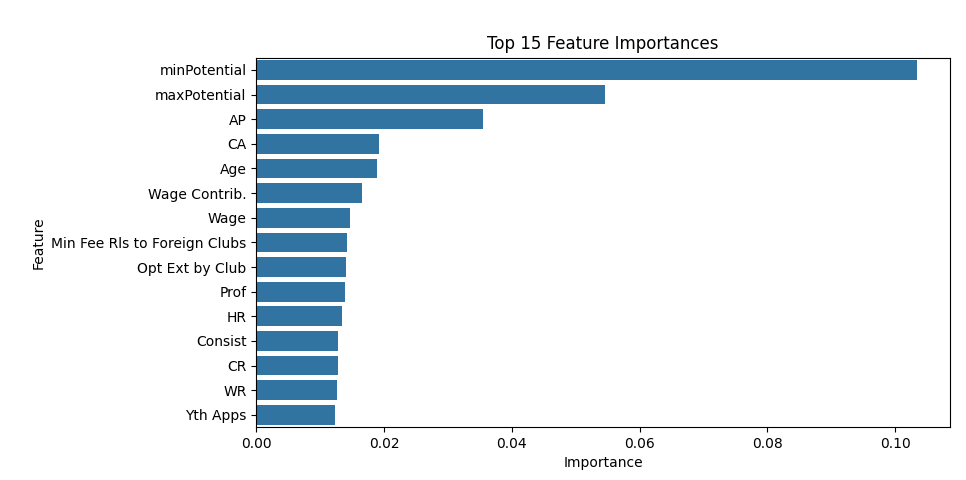 Top 15 Feature Importances
minPotential
maxPotential
AP
CA
Age
Wage Contrib.
Wage
Min Fee Rls to Foreign Clubs
Opt Ext by Club
Prof
HR
Consist
CR
WR
Yth Apps
Feature
0.00 0.02 0.04 0.06 0.08 0.10
Importance